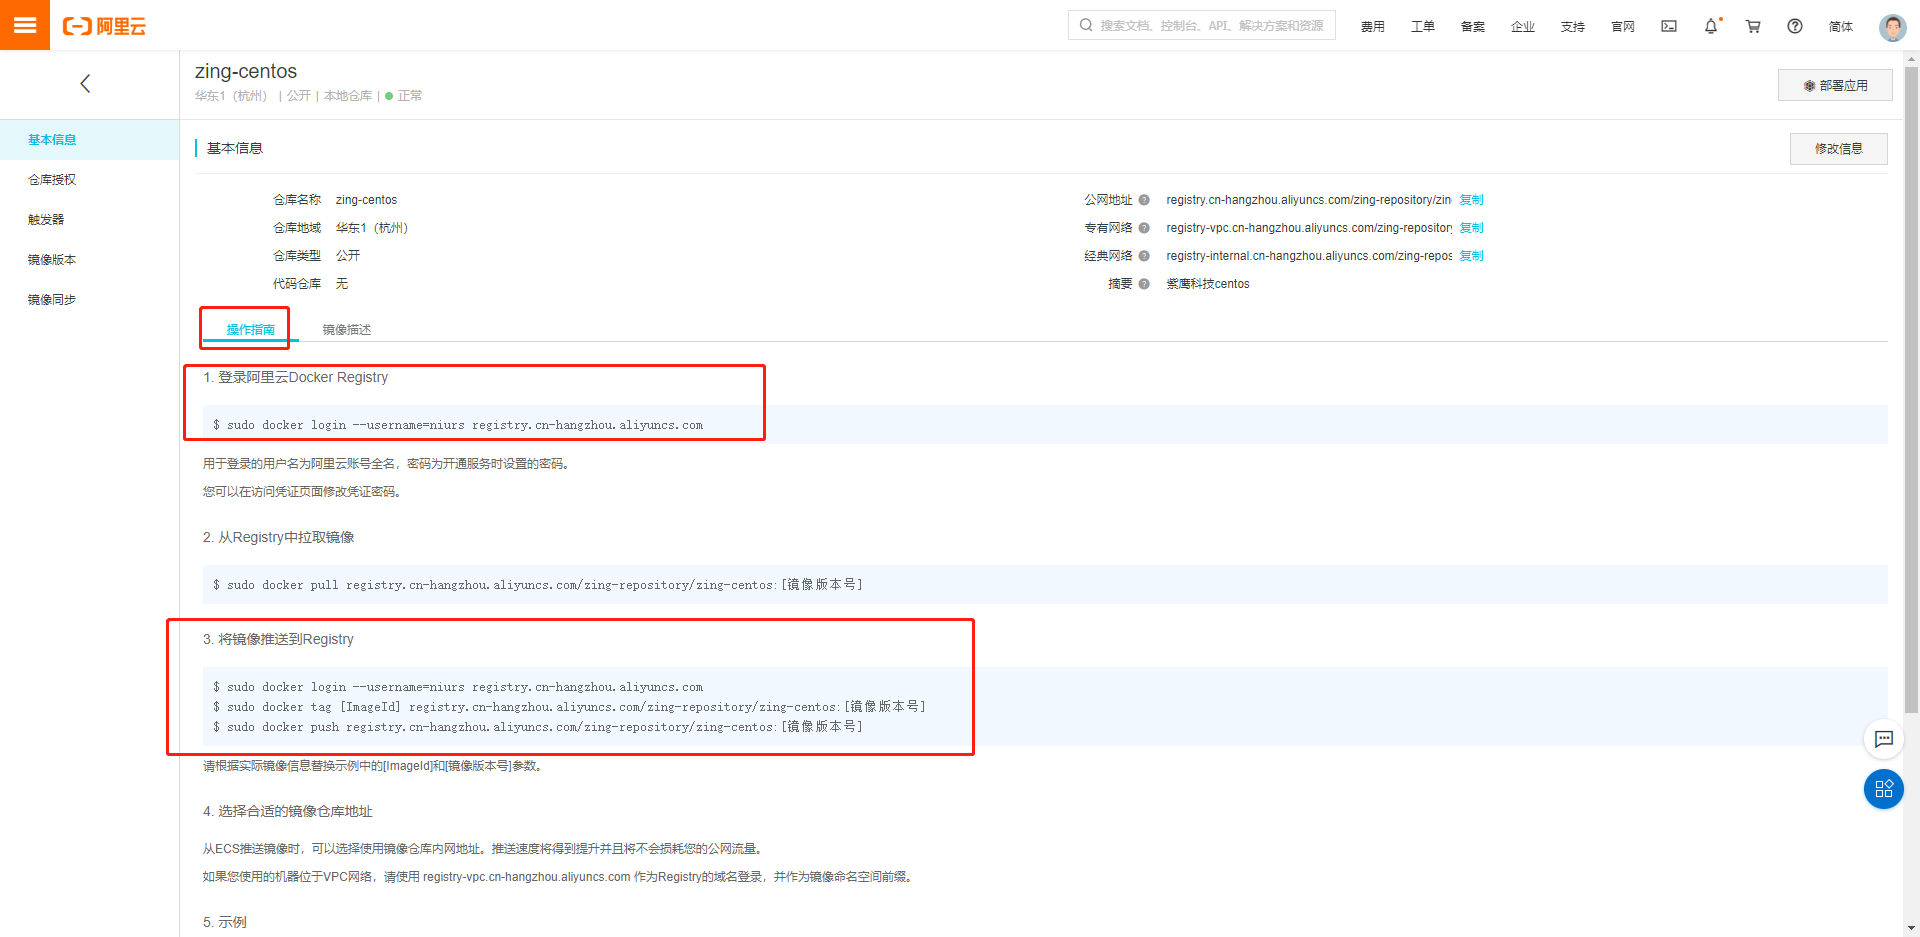 阿里云
搜索文档、控制台、API、解决方案和资源
费用 工单 备案 企业 支持 官网 简体
zing-centos
华东1（杭州） | 公开 | 本地仓库 | 正常
部署应用
基本信息
仓库授权
触发器
镜像版本
镜像同步
基本信息
修改信息
仓库名称 zing-centos
仓库地域 华东1（杭州）
仓库类型 公开
代码仓库 无
公网地址 registry.cn-hangzhou.aliyuncs.com/zing-repository/zin 复制
专有网络 registry-vpc.cn-hangzhou.aliyuncs.com/zing-repository 复制
经典网络 registry-internal.cn-hangzhou.aliyuncs.com/zing-repos 复制
摘要 紫鹰科技centos
操作指南 镜像描述
1. 登录阿里云Docker Registry
$ sudo docker login --username=niurs registry.cn-hangzhou.aliyuncs.com
用于登录的用户名为阿里云账号全名，密码为开通服务时设置的密码。
您可以在访问凭证页面修改凭证密码。
2. 从Registry中拉取镜像
$ sudo docker pull registry.cn-hangzhou.aliyuncs.com/zing-repository/zing-centos:[镜像版本号]
3. 将镜像推送到Registry
$ sudo docker login --username=niurs registry.cn-hangzhou.aliyuncs.com
$ sudo docker tag [ImageId] registry.cn-hangzhou.aliyuncs.com/zing-repository/zing-centos:[镜像版本号]
$ sudo docker push registry.cn-hangzhou.aliyuncs.com/zing-repository/zing-centos:[镜像版本号]
请根据实际镜像信息替换示例中的[ImageId]和[镜像版本号]参数。
4. 选择合适的镜像仓库地址
从ECS推送镜像时，可以选择使用镜像仓库内网地址。推送速度将得到提升并且将不会损耗您的公网流量。
如果您使用的机器位于VPC网络，请使用 registry-vpc.cn-hangzhou.aliyuncs.com 作为Registry的域名登录，并作为镜像命名空间前缀。
5. 示例